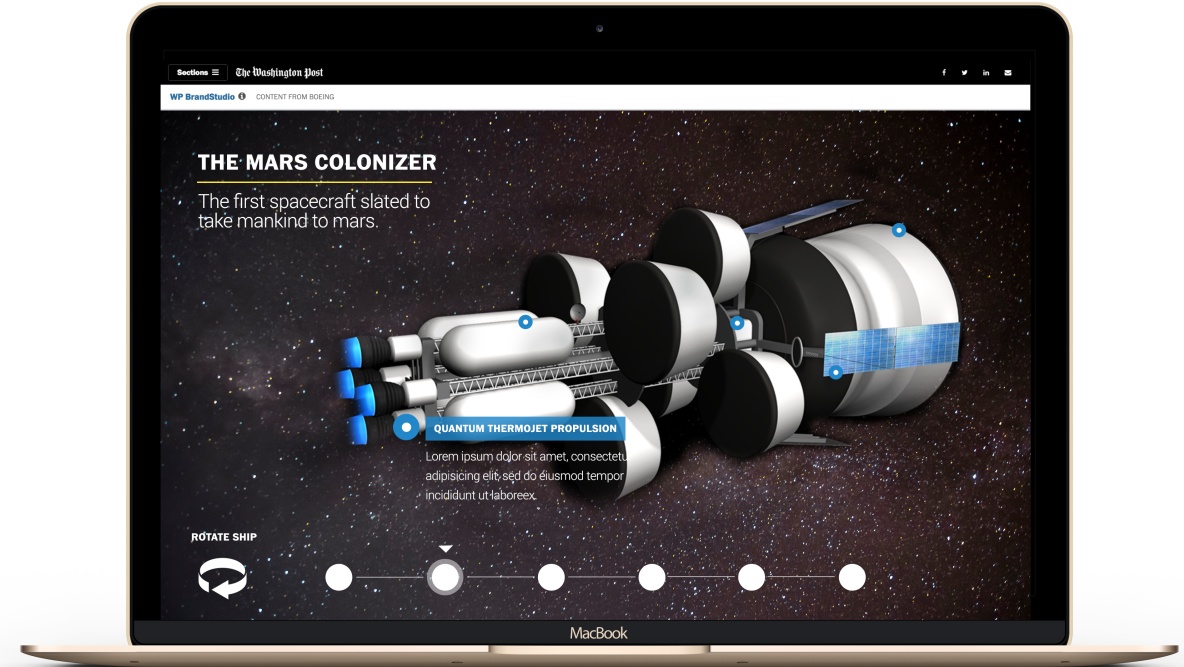 Sections
The Washington Post
WP BrandStudio
CONTENT FROM BOEING
THE MARS COLONIZER
The first spacecraft slated to
take mankind to mars.
QUANTUM THERMOJET PROPULSION
Lorem ipsum dolor sit amet, consectetu
adipisicing elit, sed do eiusmod tempor
incididunt ut laboreex
ROTATE SHIP
MacBook